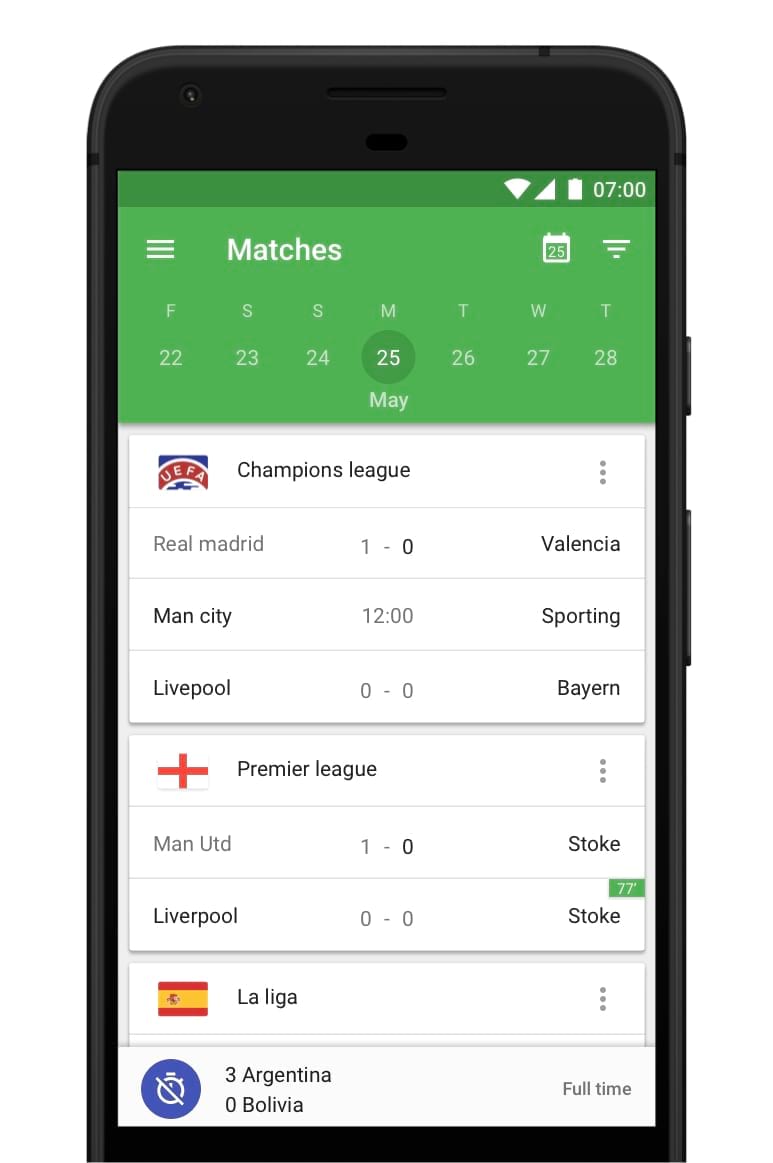 07:00
Matches
25
F S S M T W T
22 23 24 25 26 27 28
May
UEFA
Champions league
Real madrid 1 - 0 Valencia
Man city 12:00 Sporting
Livepool 0 - 0 Bayern
Premier league
Man Utd 1 - 0 Stoke
77'
Liverpool 0 - 0 Stoke
La liga
3 Argentina
0 Bolivia
Full time